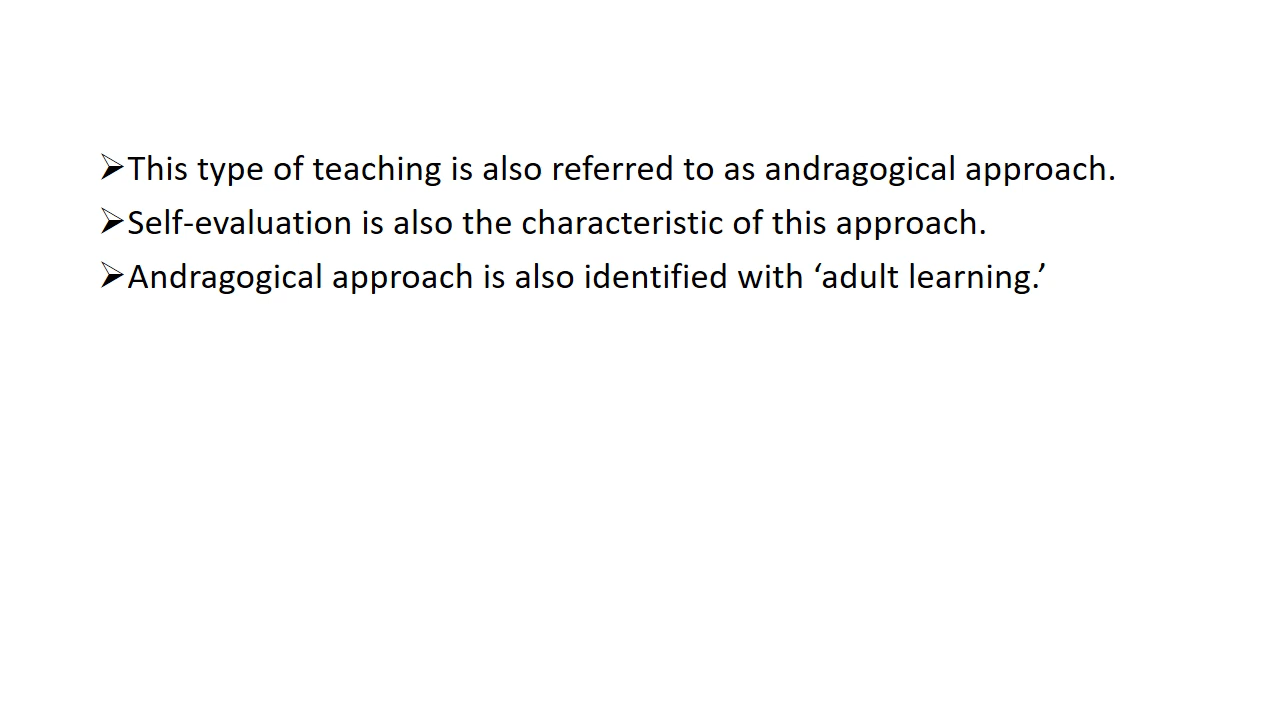 ➢This type of teaching is also referred to as andragogical approach.
➢Self-evaluation is also the characteristic of this approach.
➢Andragogical approach is also identified with ‘adult learning.’